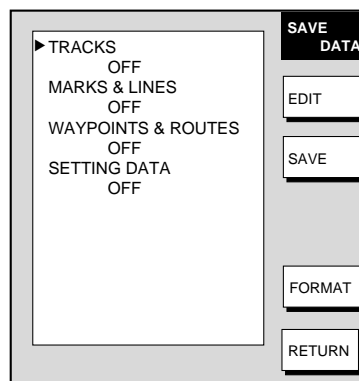 TRACKS
OFF
MARKS & LINES
OFF
WAYPOINTS & ROUTES
OFF
SETTING DATA
OFF
SAVE
DATA
EDIT
SAVE
FORMAT
RETURN